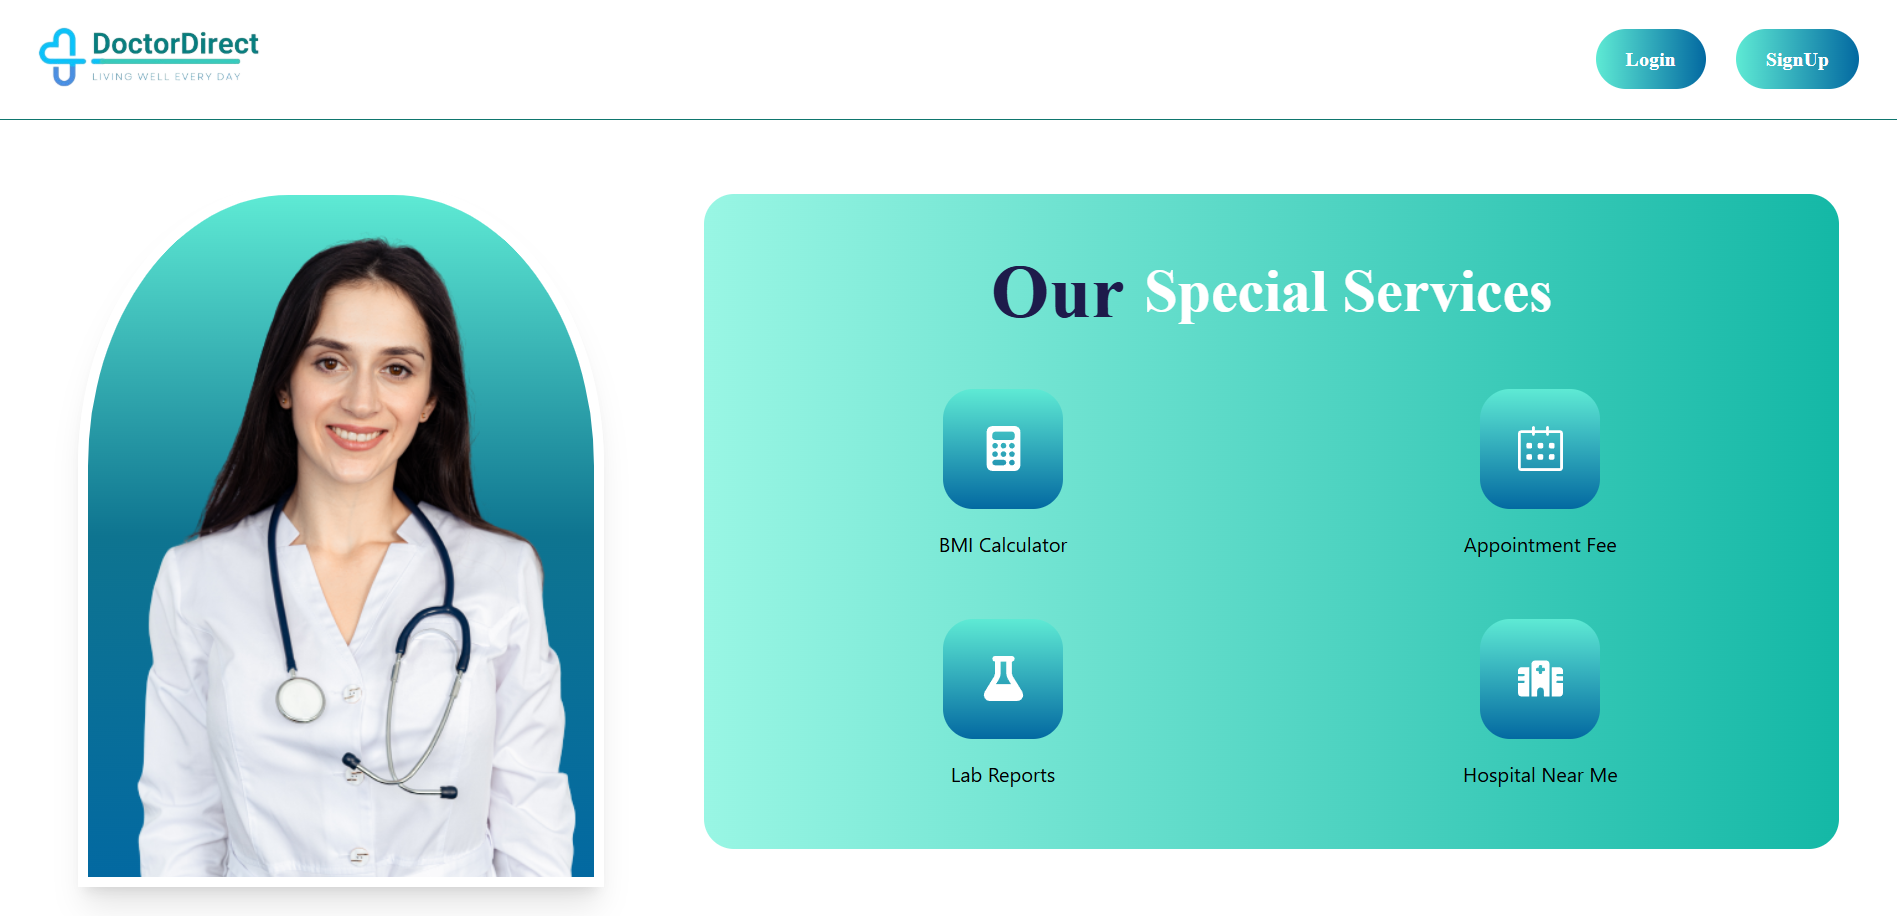 DoctorDirect
LIVING WELL EVERY DAY
Login
SignUp
Our Special Services
BMI Calculator
Appointment Fee
Lab Reports
Hospital Near Me